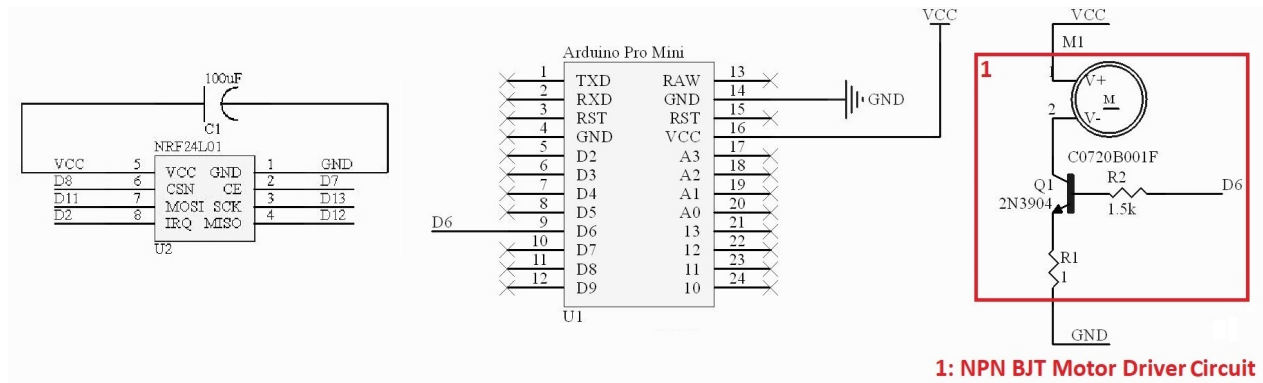 100uF
C1
NRF24L01
VCC 5 VCC GND 1 GND
D8 6 CSN CE 2 D7
D11 7 MOSI SCK 3 D13
D2 8 IRQ MISO 4 D12
U2
VCC
Arduino Pro Mini
1 TXD RAW 13
2 RXD GND 14 GND
3 RST RST 15
4 GND VCC 16
5 D2 A3 17
6 D3 A2 18
7 D4 A1 19
8 D5 A0 20
D6 9 D6 13 21
10 D7 12 22
11 D8 11 23
12 D9 10 24
U1
VCC
M1
1
1 V+
M
2 V-
C0720B001F
Q1
2N3904
R2
1.5k
D6
R1
1
GND
1: NPN BJT Motor Driver Circuit